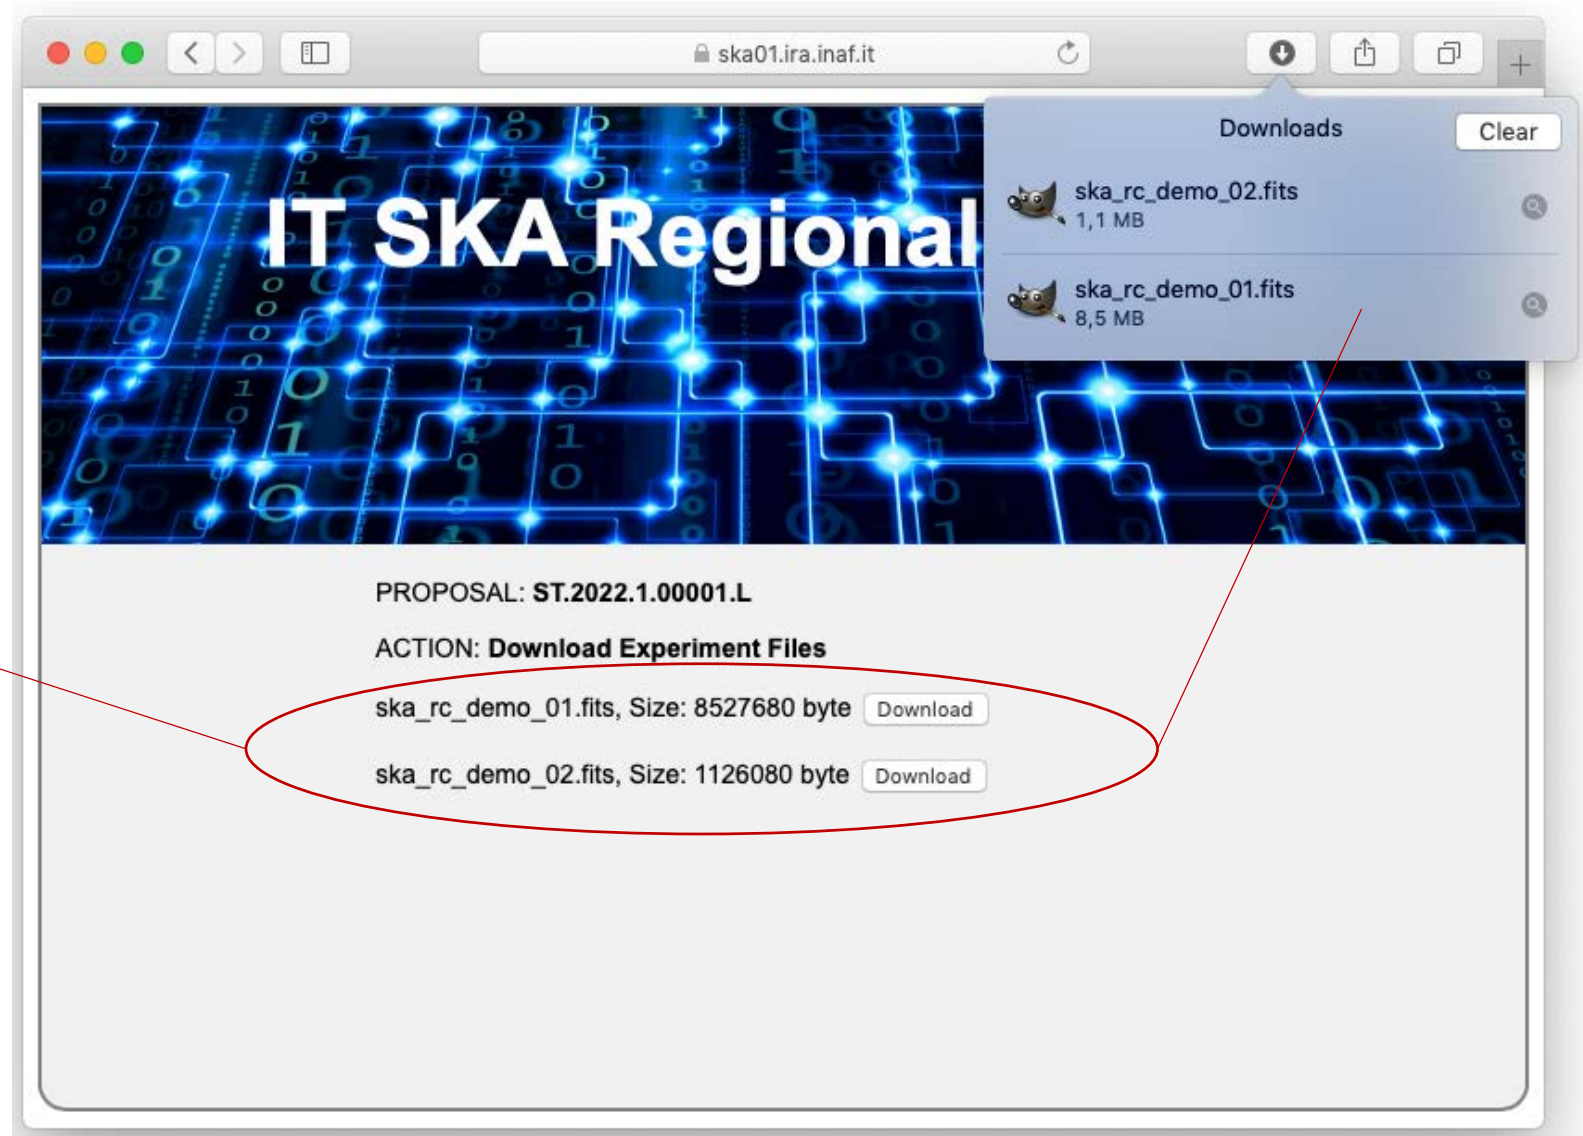 ska01.ira.inaf.it
Downloads
Clear
ska_rc_demo_02.fits
1,1 MB
ska_rc_demo_01.fits
8,5 MB
IT SKA Regional
PROPOSAL: ST.2022.1.00001.L
ACTION: Download Experiment Files
ska_rc_demo_01.fits, Size: 8527680 byte Download
ska_rc_demo_02.fits, Size: 1126080 byte Download